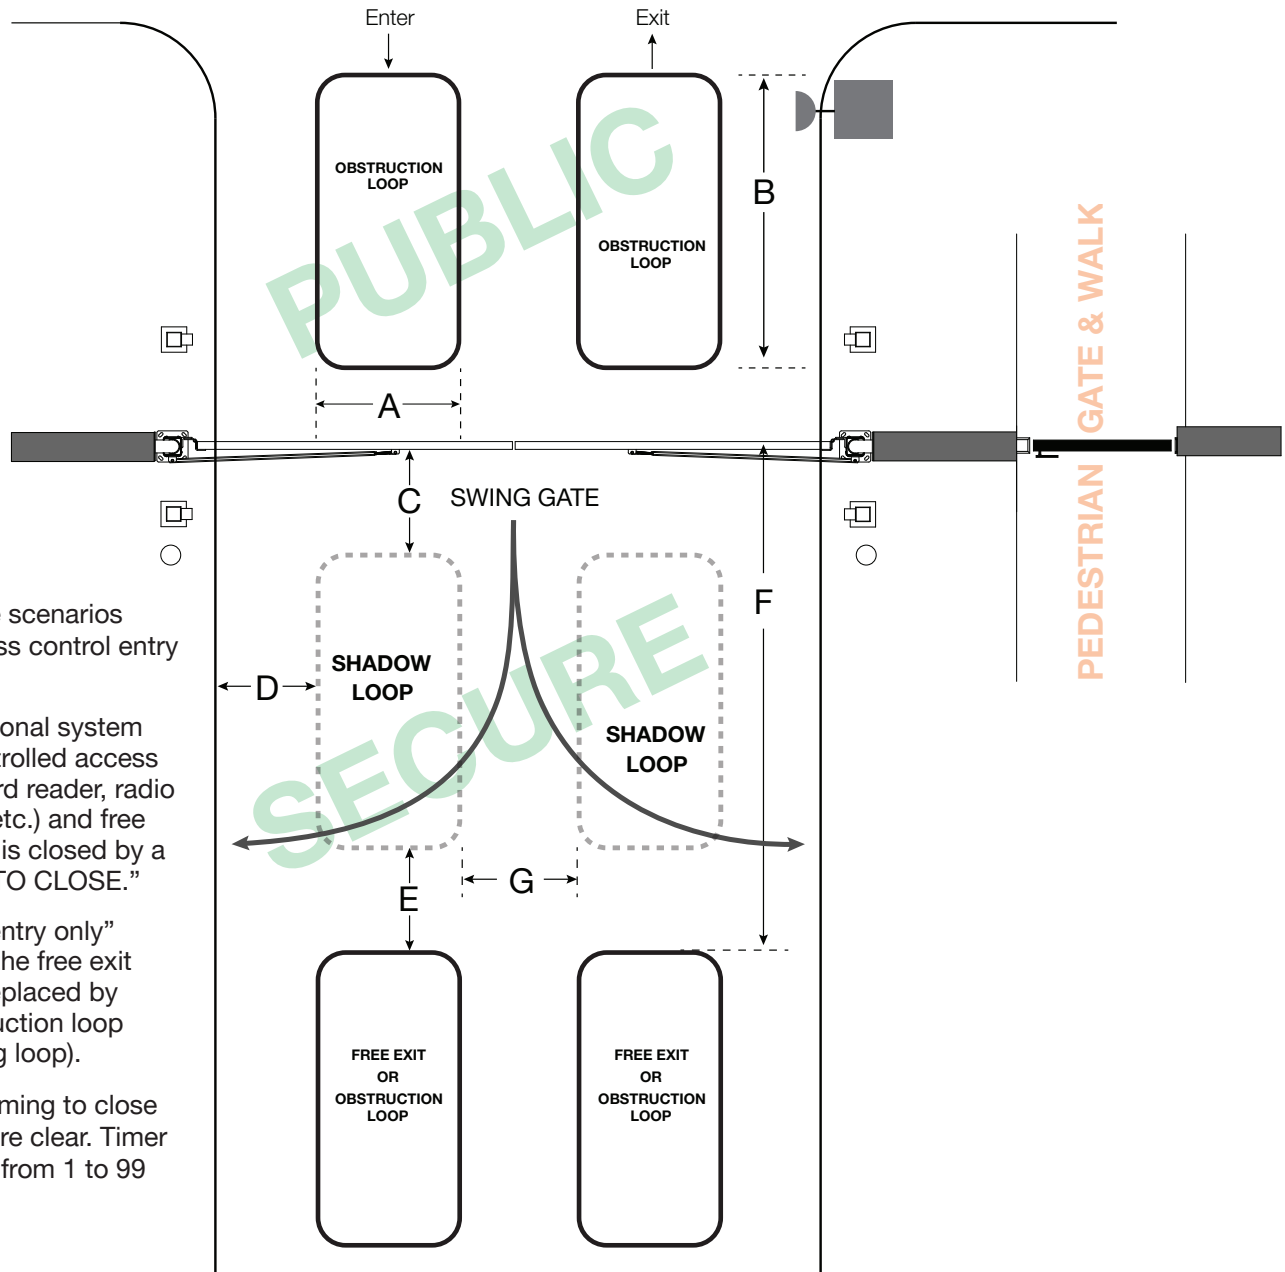 Enter
Exit
OBSTRUCTION
LOOP
OBSTRUCTION
LOOP
PUBLIC
B
A
C
SWING GATE
F
PEDESTRIAN GATE & WALK
scenarios
ss control entry
SHADOW
LOOP
D
SHADOW
LOOP
SECURE
onal system
trolled access
rd reader, radio
etc.) and free
is closed by a
TO CLOSE.”
E
G
entry only”
he free exit
eplaced by
uction loop
g loop).
FREE EXIT
OR
OBSTRUCTION
LOOP
FREE EXIT
OR
OBSTRUCTION
LOOP
ming to close
re clear. Timer
from 1 to 99